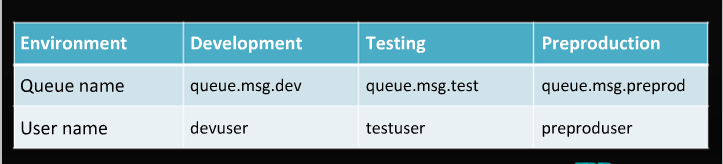 Environment Development Testing Preproduction
Queue name queue.msg.dev queue.msg.test queue.msg.preprod
User name devuser testuser preproduser